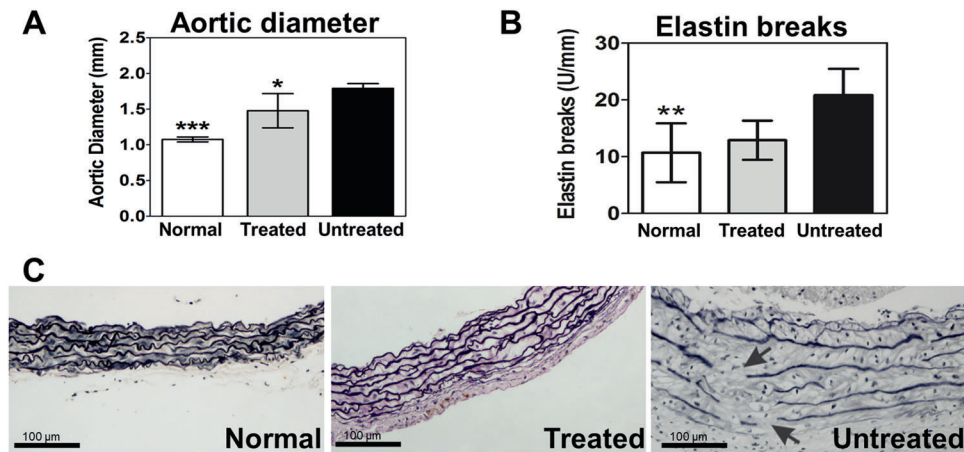 A Aortic diameter
Aortic Diameter (mm)
2.5
2.0
1.5
1.0
0.5
0.0
***
*
Normal Treated Untreated
B Elastin breaks
Elastin breaks (U/mm)
30
20
10
0
**
Normal Treated Untreated
C
100 µm Normal
100 µm Treated
100 µm Untreated